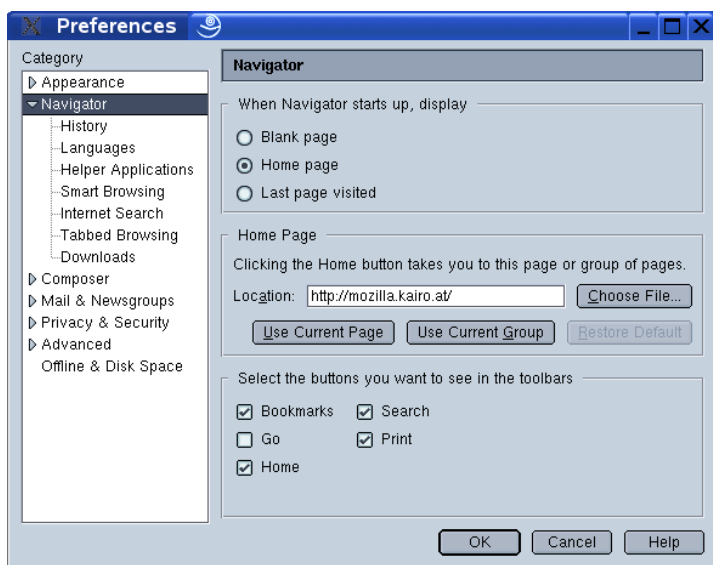 Preferences
Category
Appearance
Navigator
History
Languages
Helper Applications
Smart Browsing
Internet Search
Tabbed Browsing
Downloads
Composer
Mail & Newsgroups
Privacy & Security
Advanced
Offline & Disk Space
Navigator
When Navigator starts up, display
Blank page
Home page
Last page visited
Home Page
Clicking the Home button takes you to this page or group of pages.
Location: http://mozilla.kairo.at/ Choose File...
Use Current Page Use Current Group Restore Default
Select the buttons you want to see in the toolbars
Bookmarks Search
Go Print
Home
OK Cancel Help